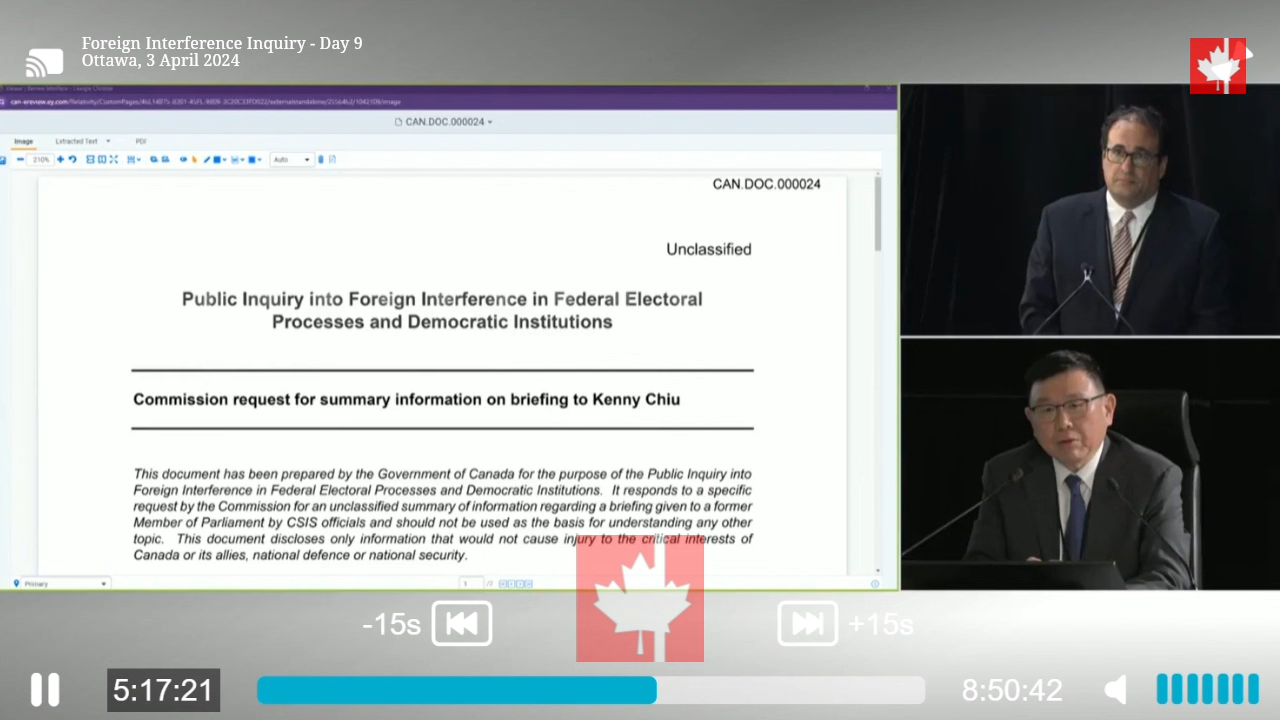 Foreign Interference Inquiry - Day 9
Ottawa, 3 April 2024
CAN.DOC.000024
Image Extracted Text PDF
210% Auto
CAN.DOC.000024
Unclassified
Public Inquiry into Foreign Interference in Federal Electoral
Processes and Democratic Institutions
Commission request for summary information on briefing to Kenny Chiu
This document has been prepared by the Government of Canada for the purpose of the Public Inquiry into
Foreign Interference in Federal Electoral Processes and Democratic Institutions. It responds to a specific
request by the Commission for an unclassified summary of information regarding a briefing given to a former
Member of Parliament by CSIS officials and should not be used as the basis for understanding any other
topic. This document discloses only information that would not cause injury to the critical interests of
Canada or its allies, national defence or national security.
Primary 1
-15s +15s
5:17:21 8:50:42